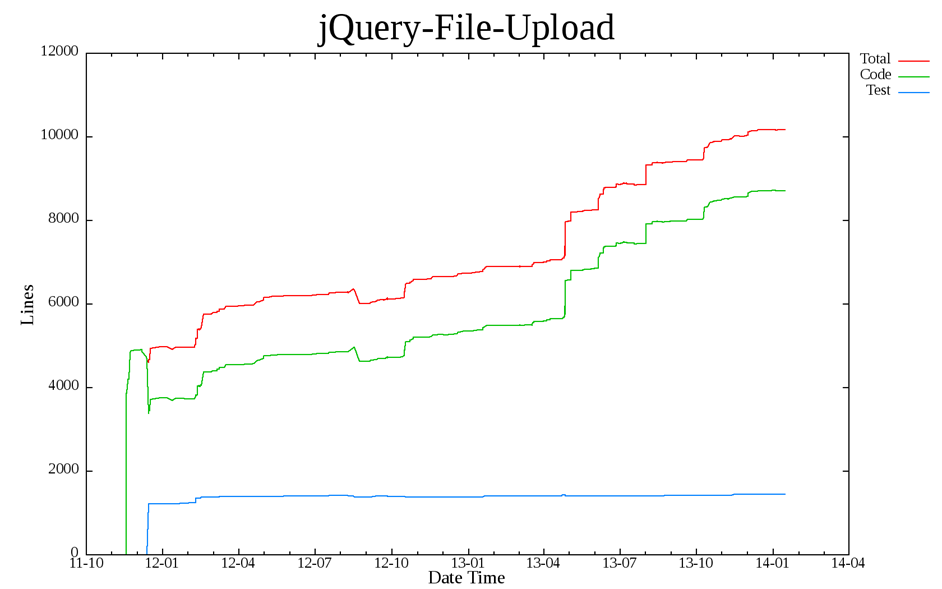 jQuery-File-Upload
Total
Code
Test
12000
10000
8000
6000
4000
2000
0
Lines
11-10 12-01 12-04 12-07 12-10 13-01 13-04 13-07 13-10 14-01 14-04
Date Time